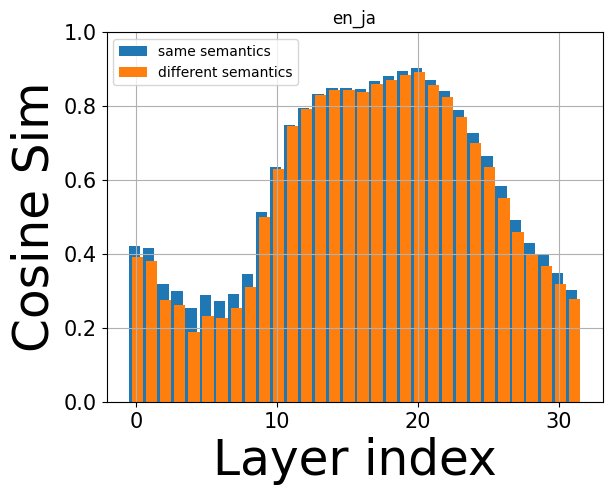 en_ja
same semantics
different semantics
Cosine Sim
1.0
0.8
0.6
0.4
0.2
0.0
0 10 20 30
Layer index